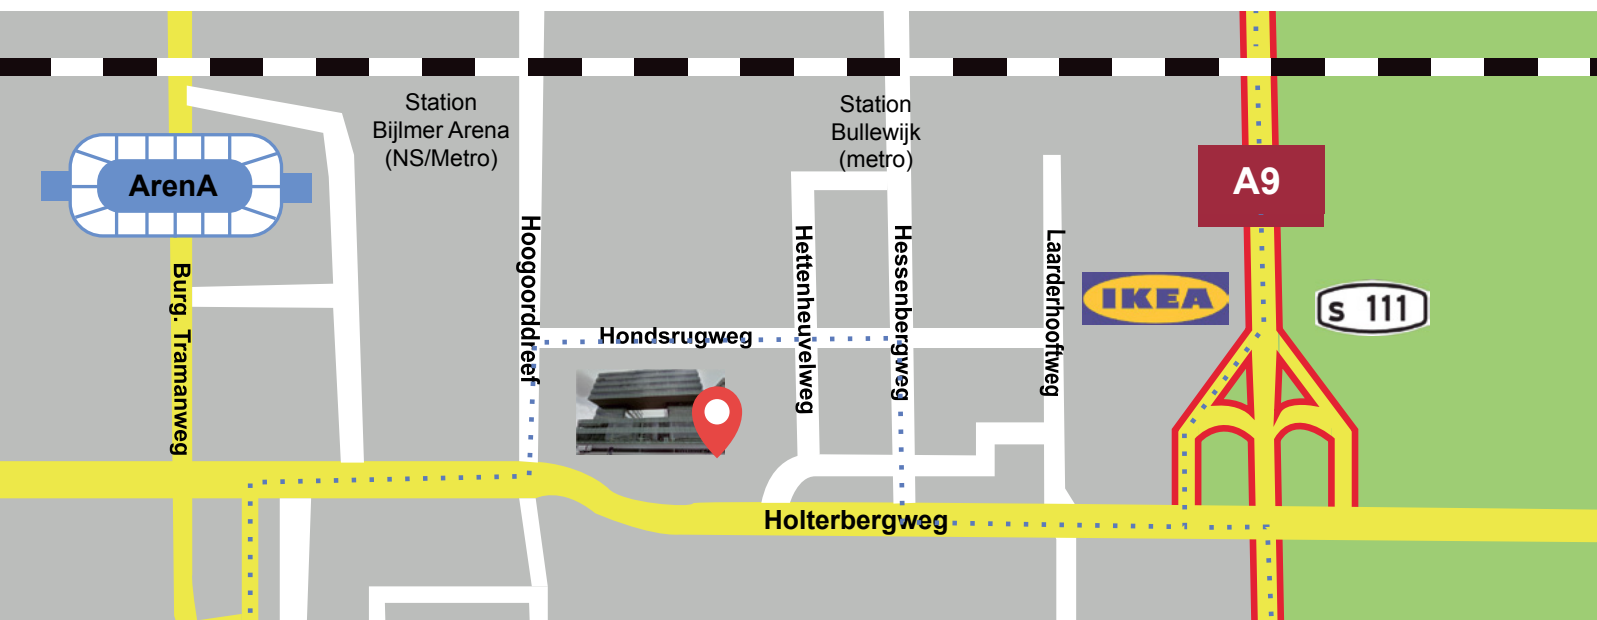 Station
Bijlmer Arena
(NS/Metro)
Station
Bullewijk
(metro)
ArenA
A9
Burg. Tramanweg
Hoogoorddreef
Hettenheuvelweg
Hessenbergweg
Laarderhooftweg
IKEA
s 111
Hondsrugweg
Holterbergweg